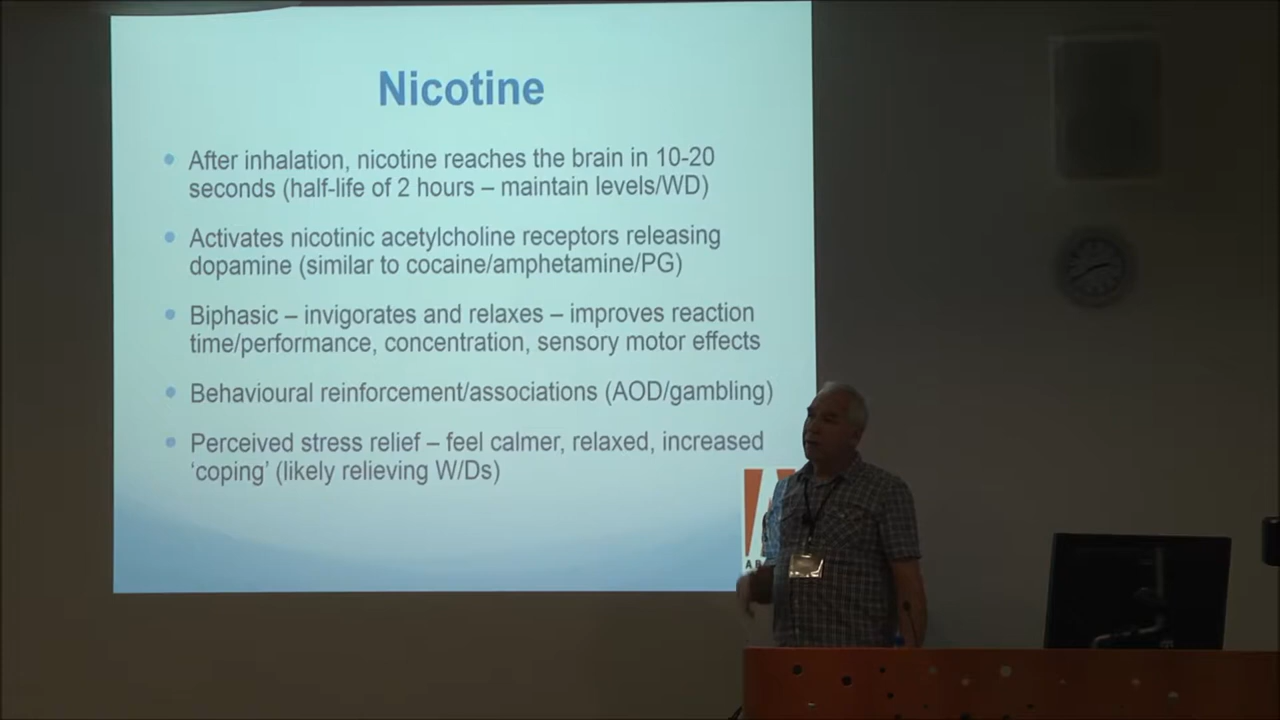 Nicotine
After inhalation, nicotine reaches the brain in 10-20
seconds (half-life of 2 hours – maintain levels/WD)
Activates nicotinic acetylcholine receptors releasing
dopamine (similar to cocaine/amphetamine/PG)
Biphasic – invigorates and relaxes – improves reaction
time/performance, concentration, sensory motor effects
Behavioural reinforcement/associations (AOD/gambling)
Perceived stress relief – feel calmer, relaxed, increased
‘coping’ (likely relieving W/Ds)
A B